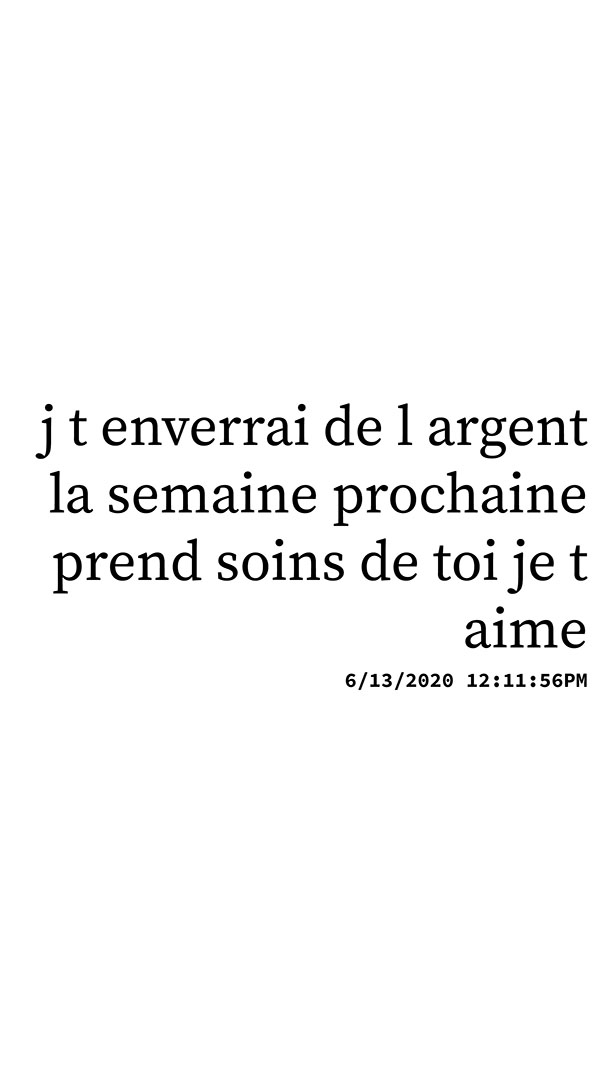 j t enverrai de l argent
la semaine prochaine
prend soins de toi je t
aime
6/13/2020 12:11:56PM